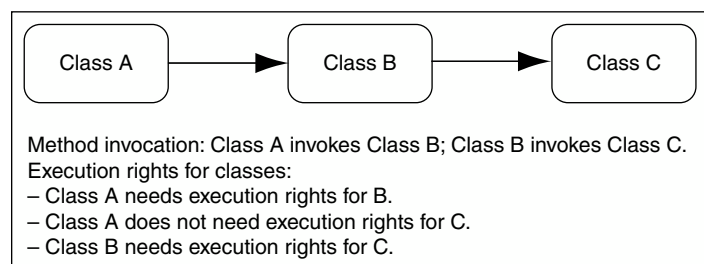 Class A
Class B
Class C
Method invocation: Class A invokes Class B; Class B invokes Class C.
Execution rights for classes:
– Class A needs execution rights for B.
– Class A does not need execution rights for C.
– Class B needs execution rights for C.